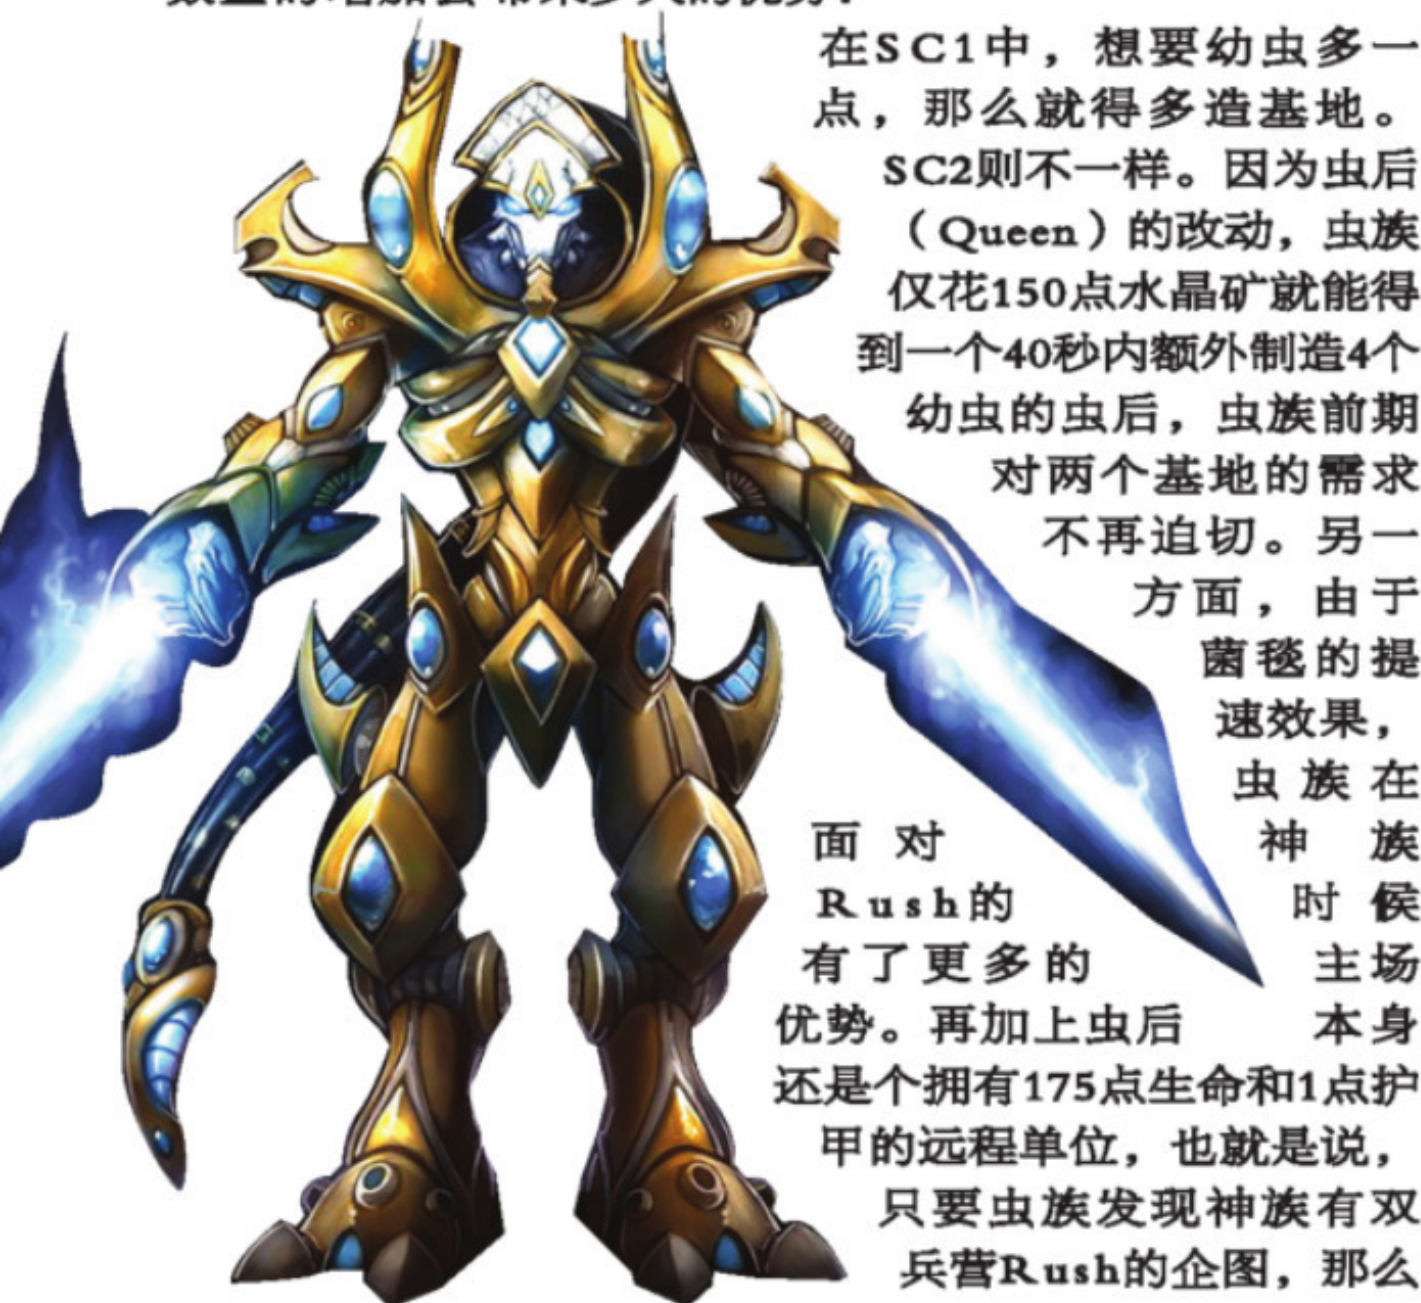 在SC1中，想要幼虫多一
点，那么就得多造基地。
SC2则不一样。因为虫后
（Queen）的改动，虫族
仅花150点水晶矿就能得
到一个40秒内额外制造4个
幼虫的虫后，虫族前期
对两个基地的需求
不再迫切。另一
方面，由于
菌毯的提
速效果，
虫族在
面对 神族
Rush的 时候
有了更多的 主场
优势。再加上虫后 本身
还是个拥有175点生命和1点护
甲的远程单位，也就是说，
只要虫族发现神族有双
兵营Rush的企图，那么